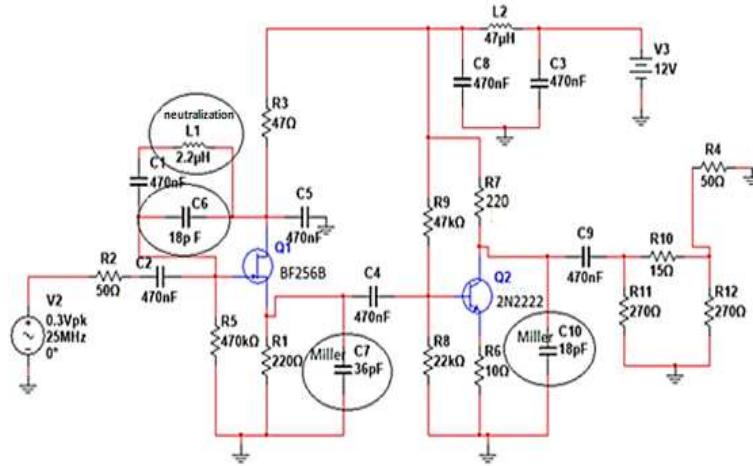 L2
47µH
V3
12V
C8
470nF
C3
470nF
R3
47Ω
neutralization
L1
2.2µH
C1
470nF
C6
18p F
C5
470nF
R4
50Ω
R7
220
R9
47kΩ
Q1
BF256B
C9
470nF
R10
15Ω
R2
50Ω
C2
470nF
C4
470nF
Q2
2N2222
V2
0.3Vpk
25MHz
0°
R5
470kΩ
R1
220Ω
Miller
C7
36pF
R8
22kΩ
R6
10Ω
Miller
C10
18pF
R11
270Ω
R12
270Ω